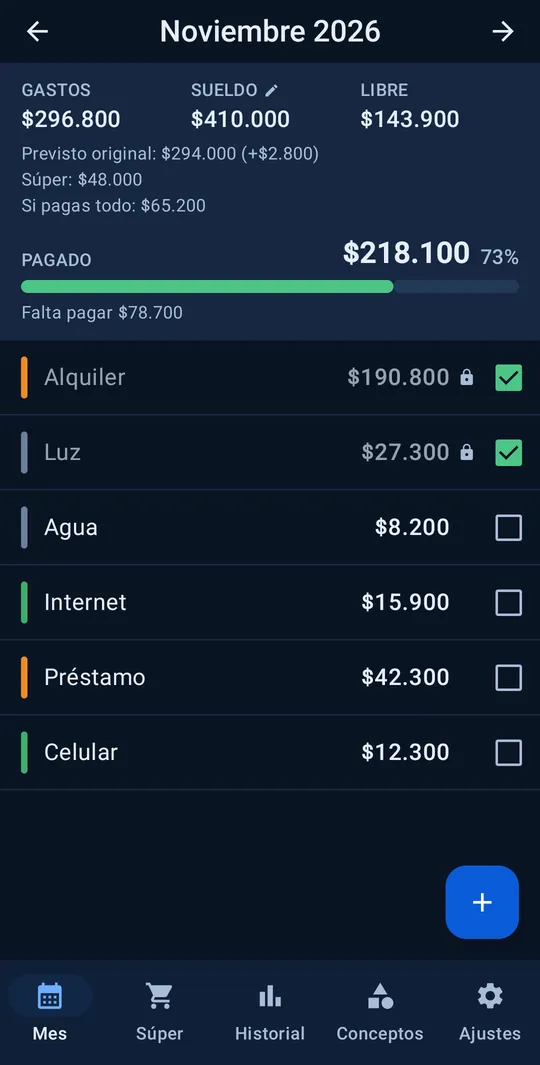 Noviembre 2026
GASTOS SUELDO LIBRE
$296.800 $410.000 $143.900
Previsto original: $294.000 (+$2.800)
Súper: $48.000
Si pagas todo: $65.200
PAGADO $218.100 73%
Falta pagar $78.700
Alquiler $190.800
Luz $27.300
Agua $8.200
Internet $15.900
Préstamo $42.300
Celular $12.300
+
Mes Súper Historial Conceptos Ajustes